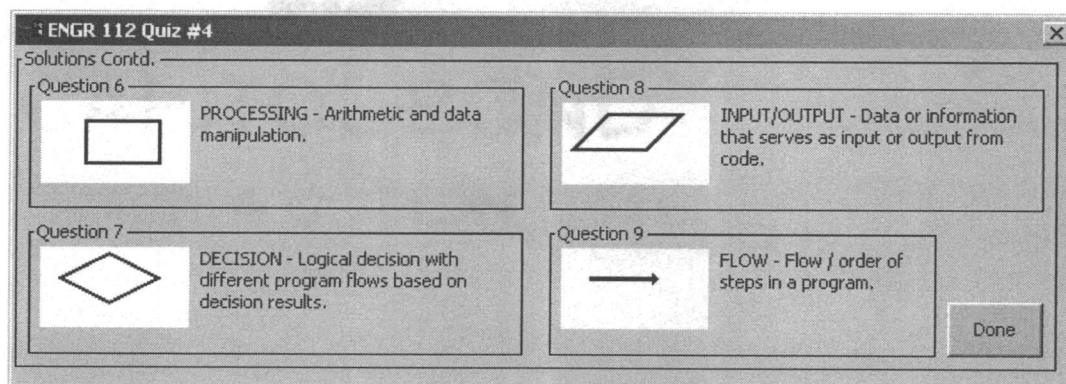 ENGR 112 Quiz #4
Solutions Contd.
Question 6
PROCESSING - Arithmetic and data
manipulation.
Question 8
INPUT/OUTPUT - Data or information
that serves as input or output from
code.
Question 7
DECISION - Logical decision with
different program flows based on
decision results.
Question 9
FLOW - Flow / order of
steps in a program.
Done